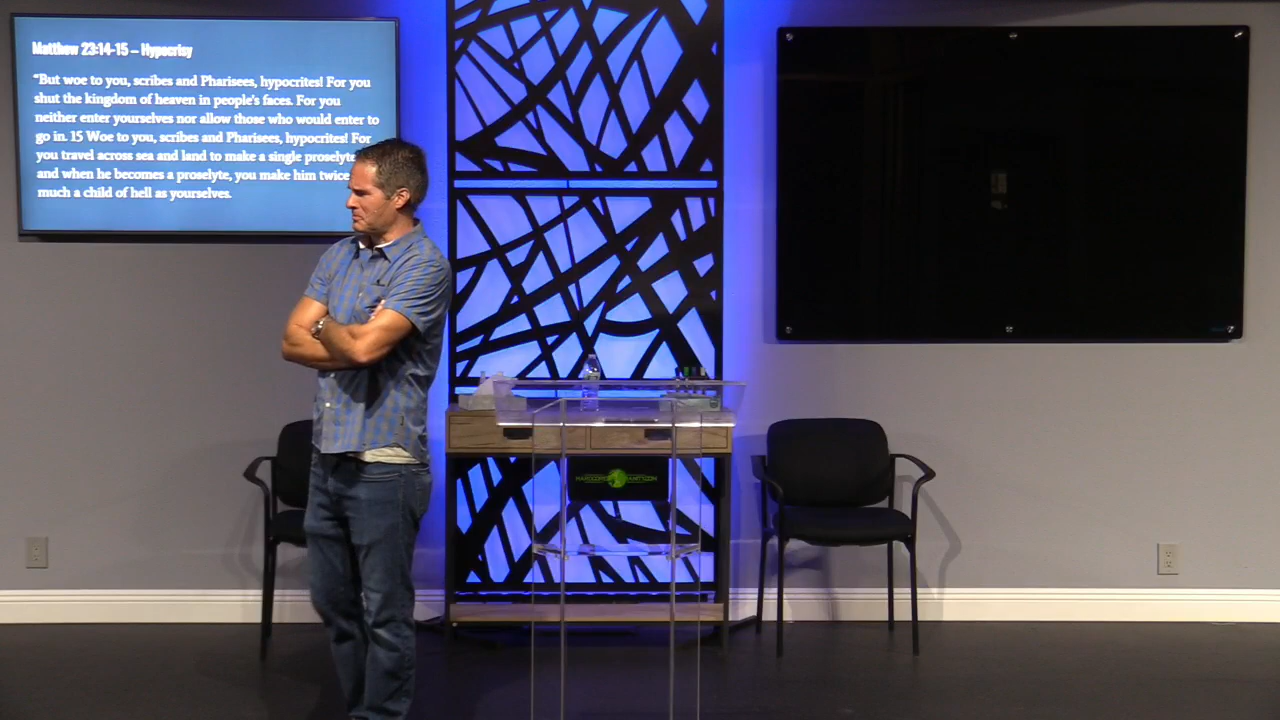 Matthew 23:14-15 – Hypocrisy
“But woe to you, scribes and Pharisees, hypocrites! For you
shut the kingdom of heaven in people's faces. For you
neither enter yourselves nor allow those who would enter to
go in. 15 Woe to you, scribes and Pharisees, hypocrites! For
you travel across sea and land to make a single proselyte
and when he becomes a proselyte, you make him twice
much a child of hell as yourselves.